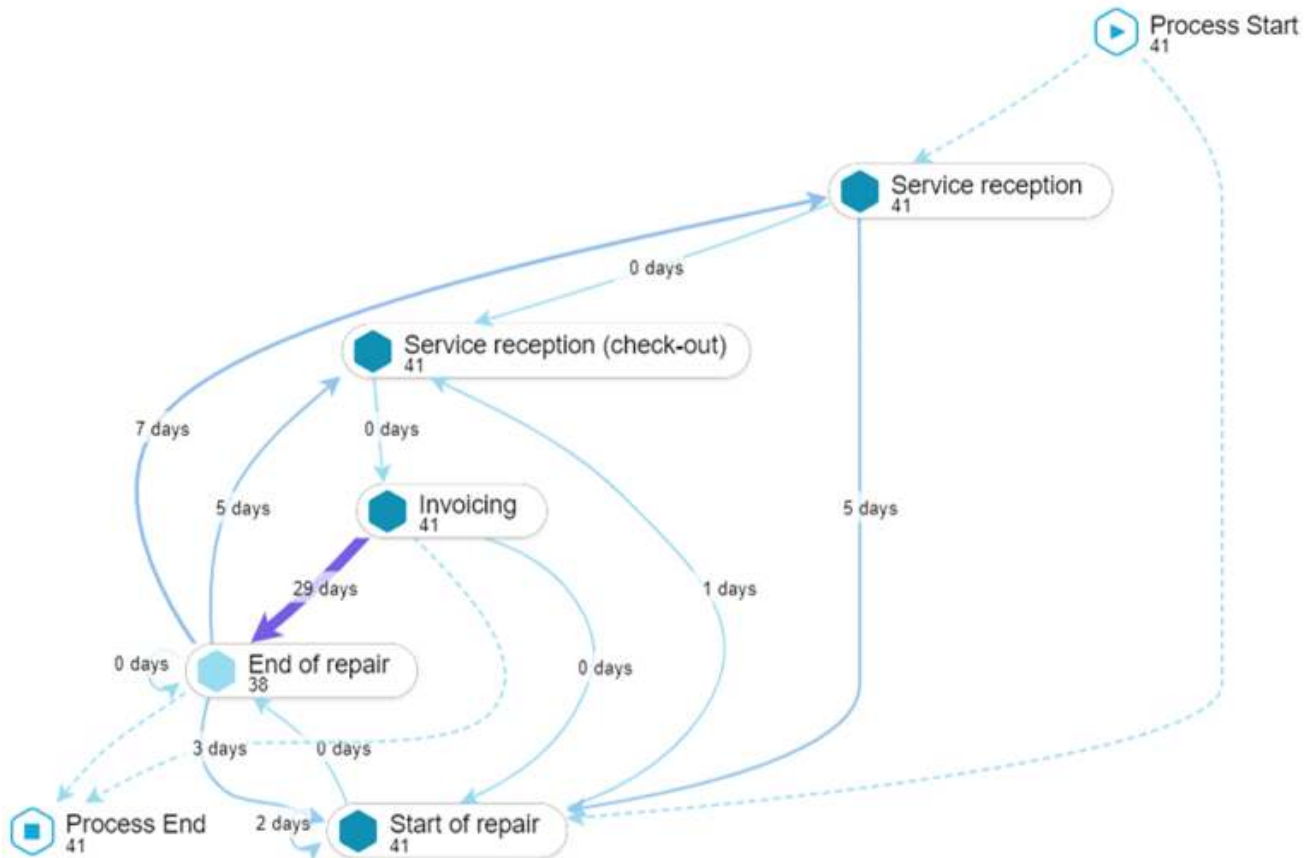 Process Start
41
Service reception
41
0 days
Service reception (check-out)
41
7 days
0 days
5 days
Invoicing
41
5 days
29 days
1 days
0 days
End of repair
38
0 days
3 days
0 days
Process End
41
2 days
Start of repair
41